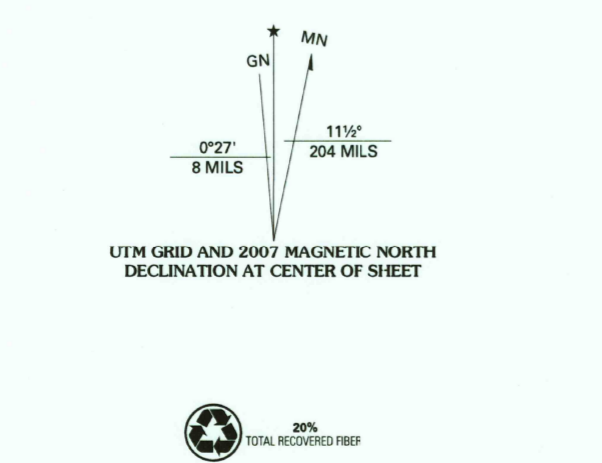 GN
MN
0°27'
8 MILS
11½°
204 MILS
UTM GRID AND 2007 MAGNETIC NORTH
DECLINATION AT CENTER OF SHEET
20%
TOTAL RECOVERED FIBER